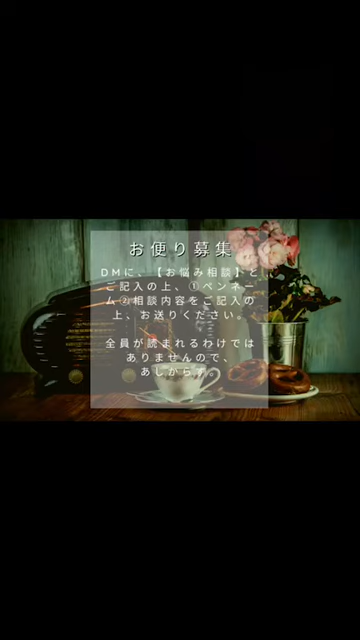 お便り募集
DMに、【お悩み相談】と
ご記入の上、①ペンネー
ム②相談内容をご記入の
上、お送りください。
全員が読まれるわけでは
ありませんので、
あしからず。